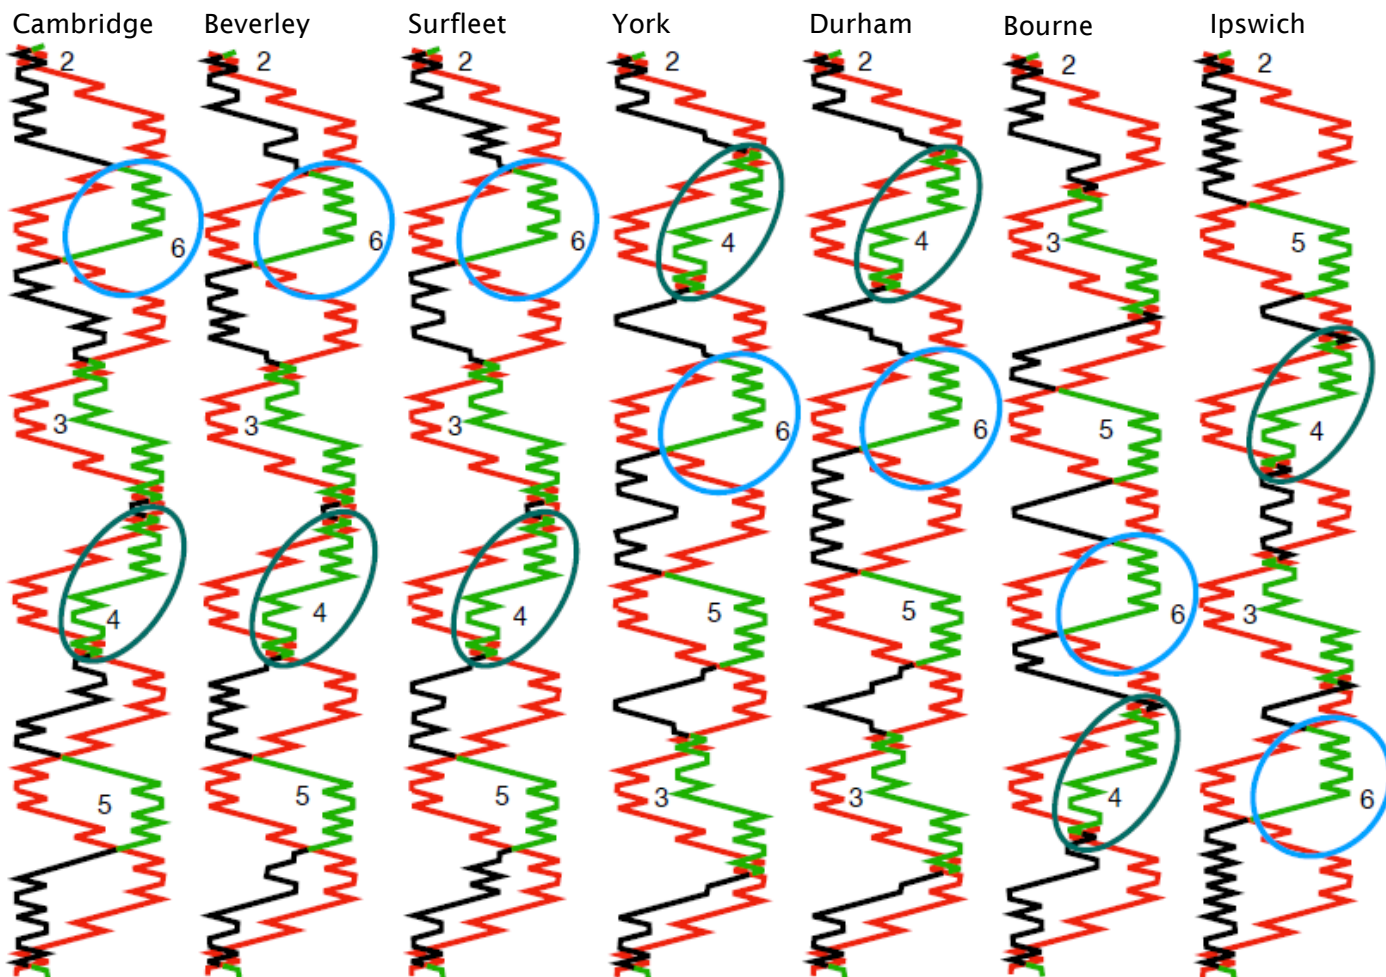 Cambridge Beverley Surfleet York Durham Bourne Ipswich
2 2 2 2 2 2 2
6 6 6 4 4 3 5
3 3 3 6 6 5 4
4 4 4 5 5 6 3
5 5 5 3 3 4 6